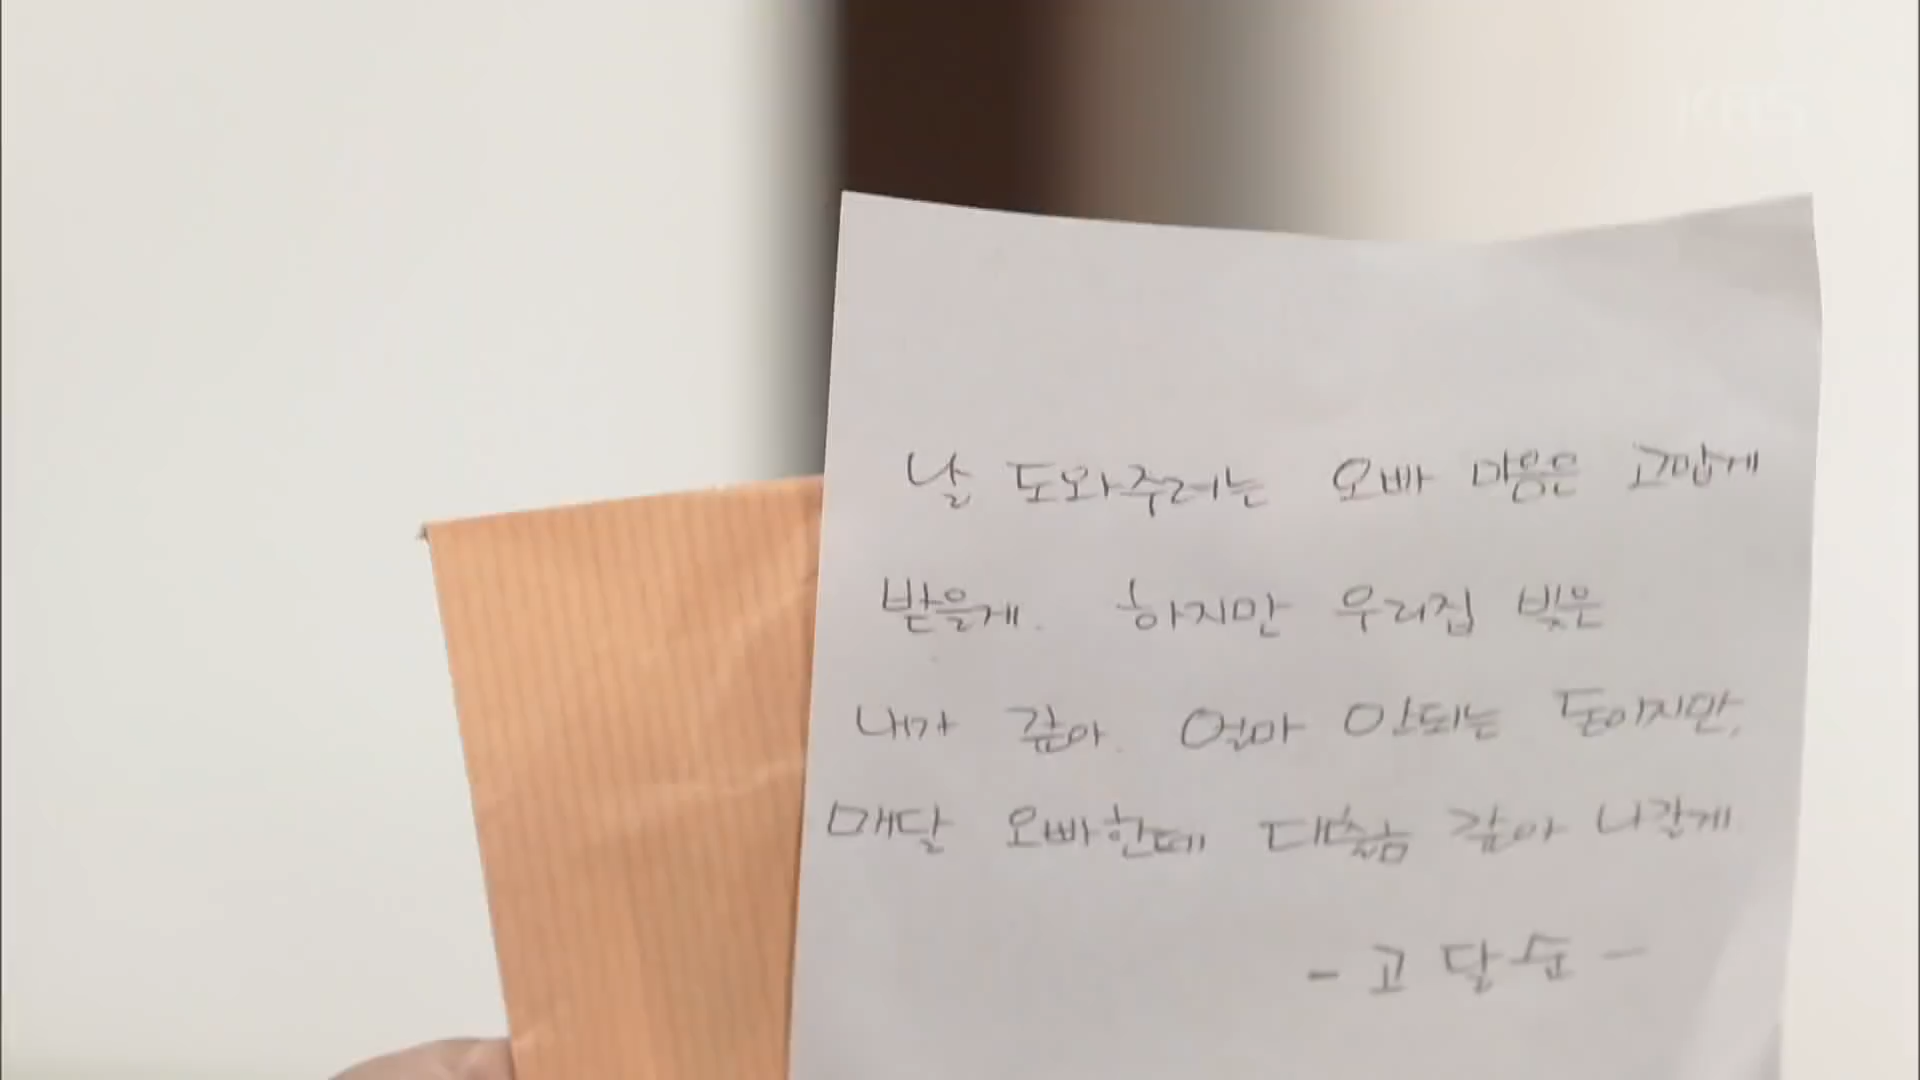 KBS
날 도와주려는 오빠 마음은 고맙게
받을게. 하지만 우리집 빚은
내가 갚아. 얼마 안되는 돈이지만,
매달 오빠한테 대출금 갚아 나갈게
- 고달순 -